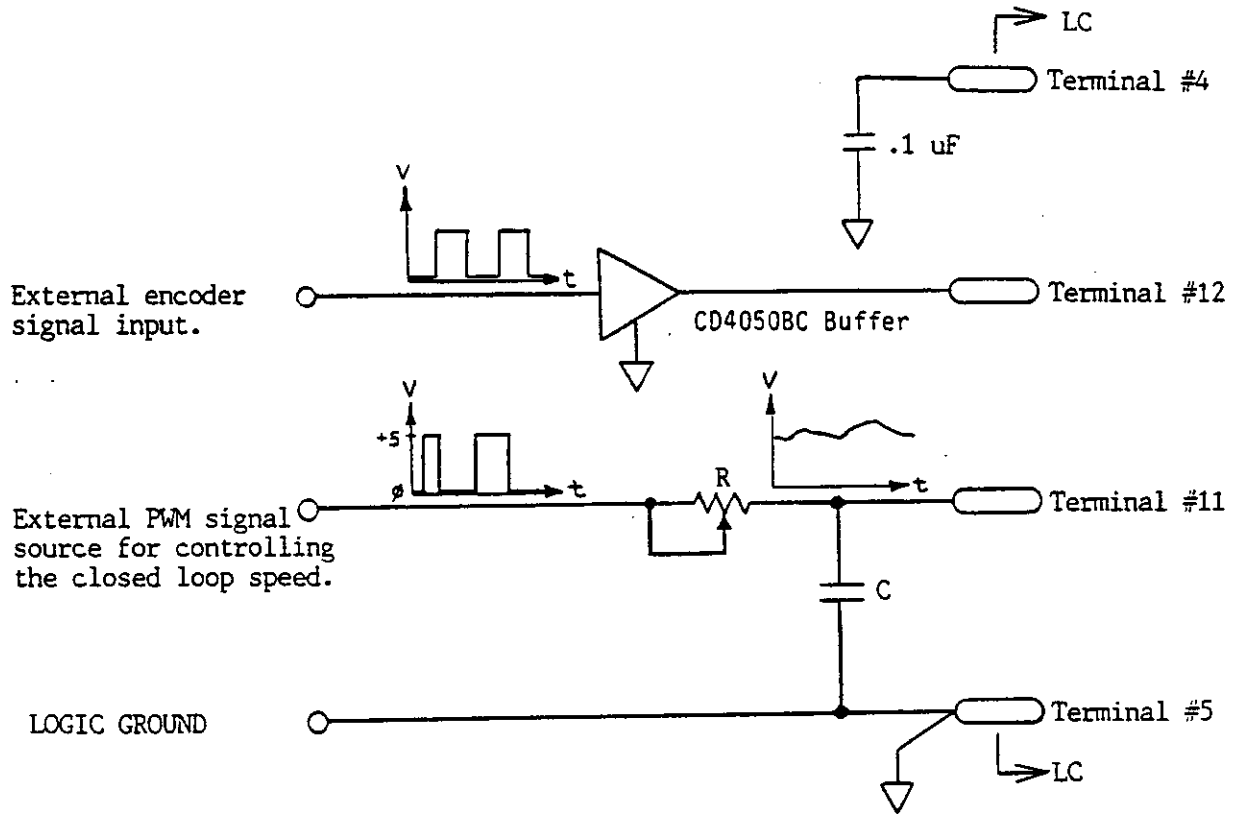 LC
Terminal #4
.1 uF
V
t
External encoder
signal input.
CD4050BC Buffer
Terminal #12
V
+5
ø
t
V
t
R
External PWM signal
source for controlling
the closed loop speed.
Terminal #11
C
LOGIC GROUND
Terminal #5
LC